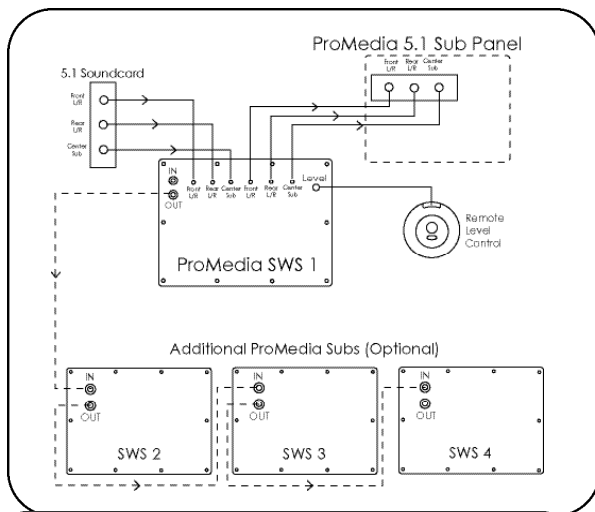 ProMedia 5.1 Sub Panel
Front L/R
Rear L/R
Center Sub
5.1 Soundcard
Front L/R
Rear L/R
Center Sub
IN
OUT
Front L/R
Rear L/R
Center Sub
Front L/R
Rear L/R
Center Sub
Level
ProMedia SWS 1
Remote
Level
Control
Additional ProMedia Subs (Optional)
IN
OUT
SWS 2
IN
OUT
SWS 3
IN
OUT
SWS 4